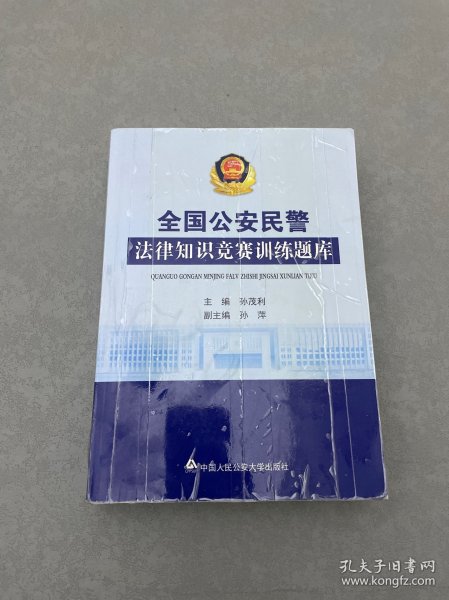 全国公安民警
法律知识竞赛训练题库
QUANGUO GONGAN MINJING FALV ZHISHI JINGSAI XUNLIAN TIKU
主 编 孙茂利
副主编 孙 萍
中国人民公安大学出版社
孔夫子旧书网
www.kongfz.com